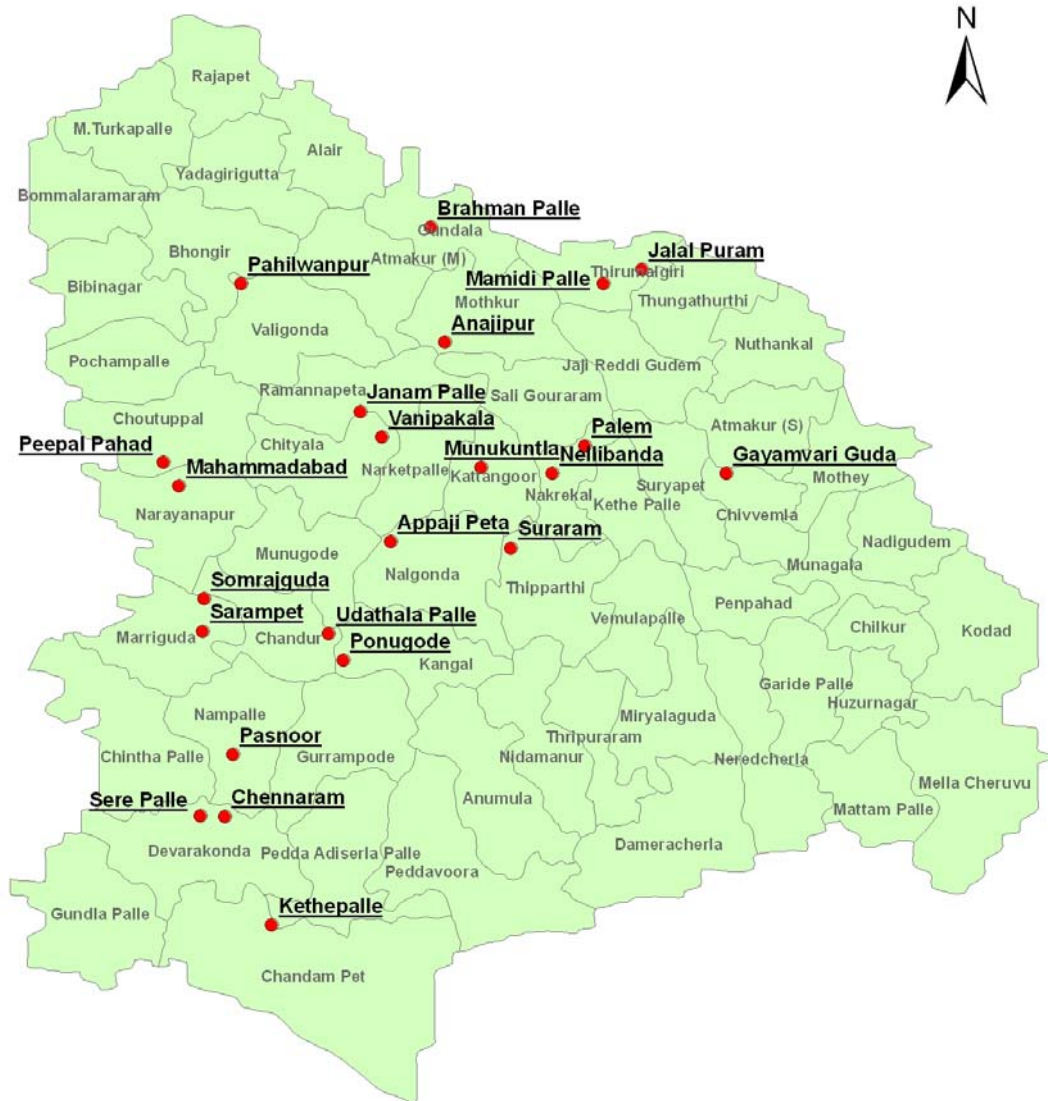 N
Rajapet
M.Turkapalle
Alair
Yadagirigutta
Bommalaramaram
Brahman Palle
Gundala
Bhongir
Atmakur (M)
Jalal Puram
Pahilwanpur
Mamidi Palle
Thirumalgiri
Bibinagar
Mothkur
Thungathurthi
Anajipur
Valigonda
Nuthankal
Pochampalle
Jaji Reddi Gudem
Ramannapeta
Janam Palle
Sali Gouraram
Choutuppal
Vanipakala
Palem
Atmakur (S)
Peepal Pahad
Chityala
Munukuntla
Nellibanda
Gayamvari Guda
Mahammadabad
Narketpalle
Kattangoor
Suryapet
Mothey
Nakrekal
Kethe Palle
Narayanapur
Chivvemla
Appaji Peta
Suraram
Nadigudem
Munugode
Munagala
Nalgonda
Thipparthi
Somrajguda
Penpahad
Sarampet
Udathala Palle
Vemulapalle
Chilkur
Kodad
Marriguda
Chandur
Ponugode
Kangal
Garide Palle
Huzurnagar
Nampalle
Miryalaguda
Pasnoor
Thripuraram
Chintha Palle
Gurrampode
Nidamanur
Neredcherla
Mella Cheruvu
Sere Palle
Chennaram
Anumula
Mattam Palle
Devarakonda
Pedda Adiserla Palle
Dameracherla
Peddavoora
Gundla Palle
Kethepalle
Chandam Pet